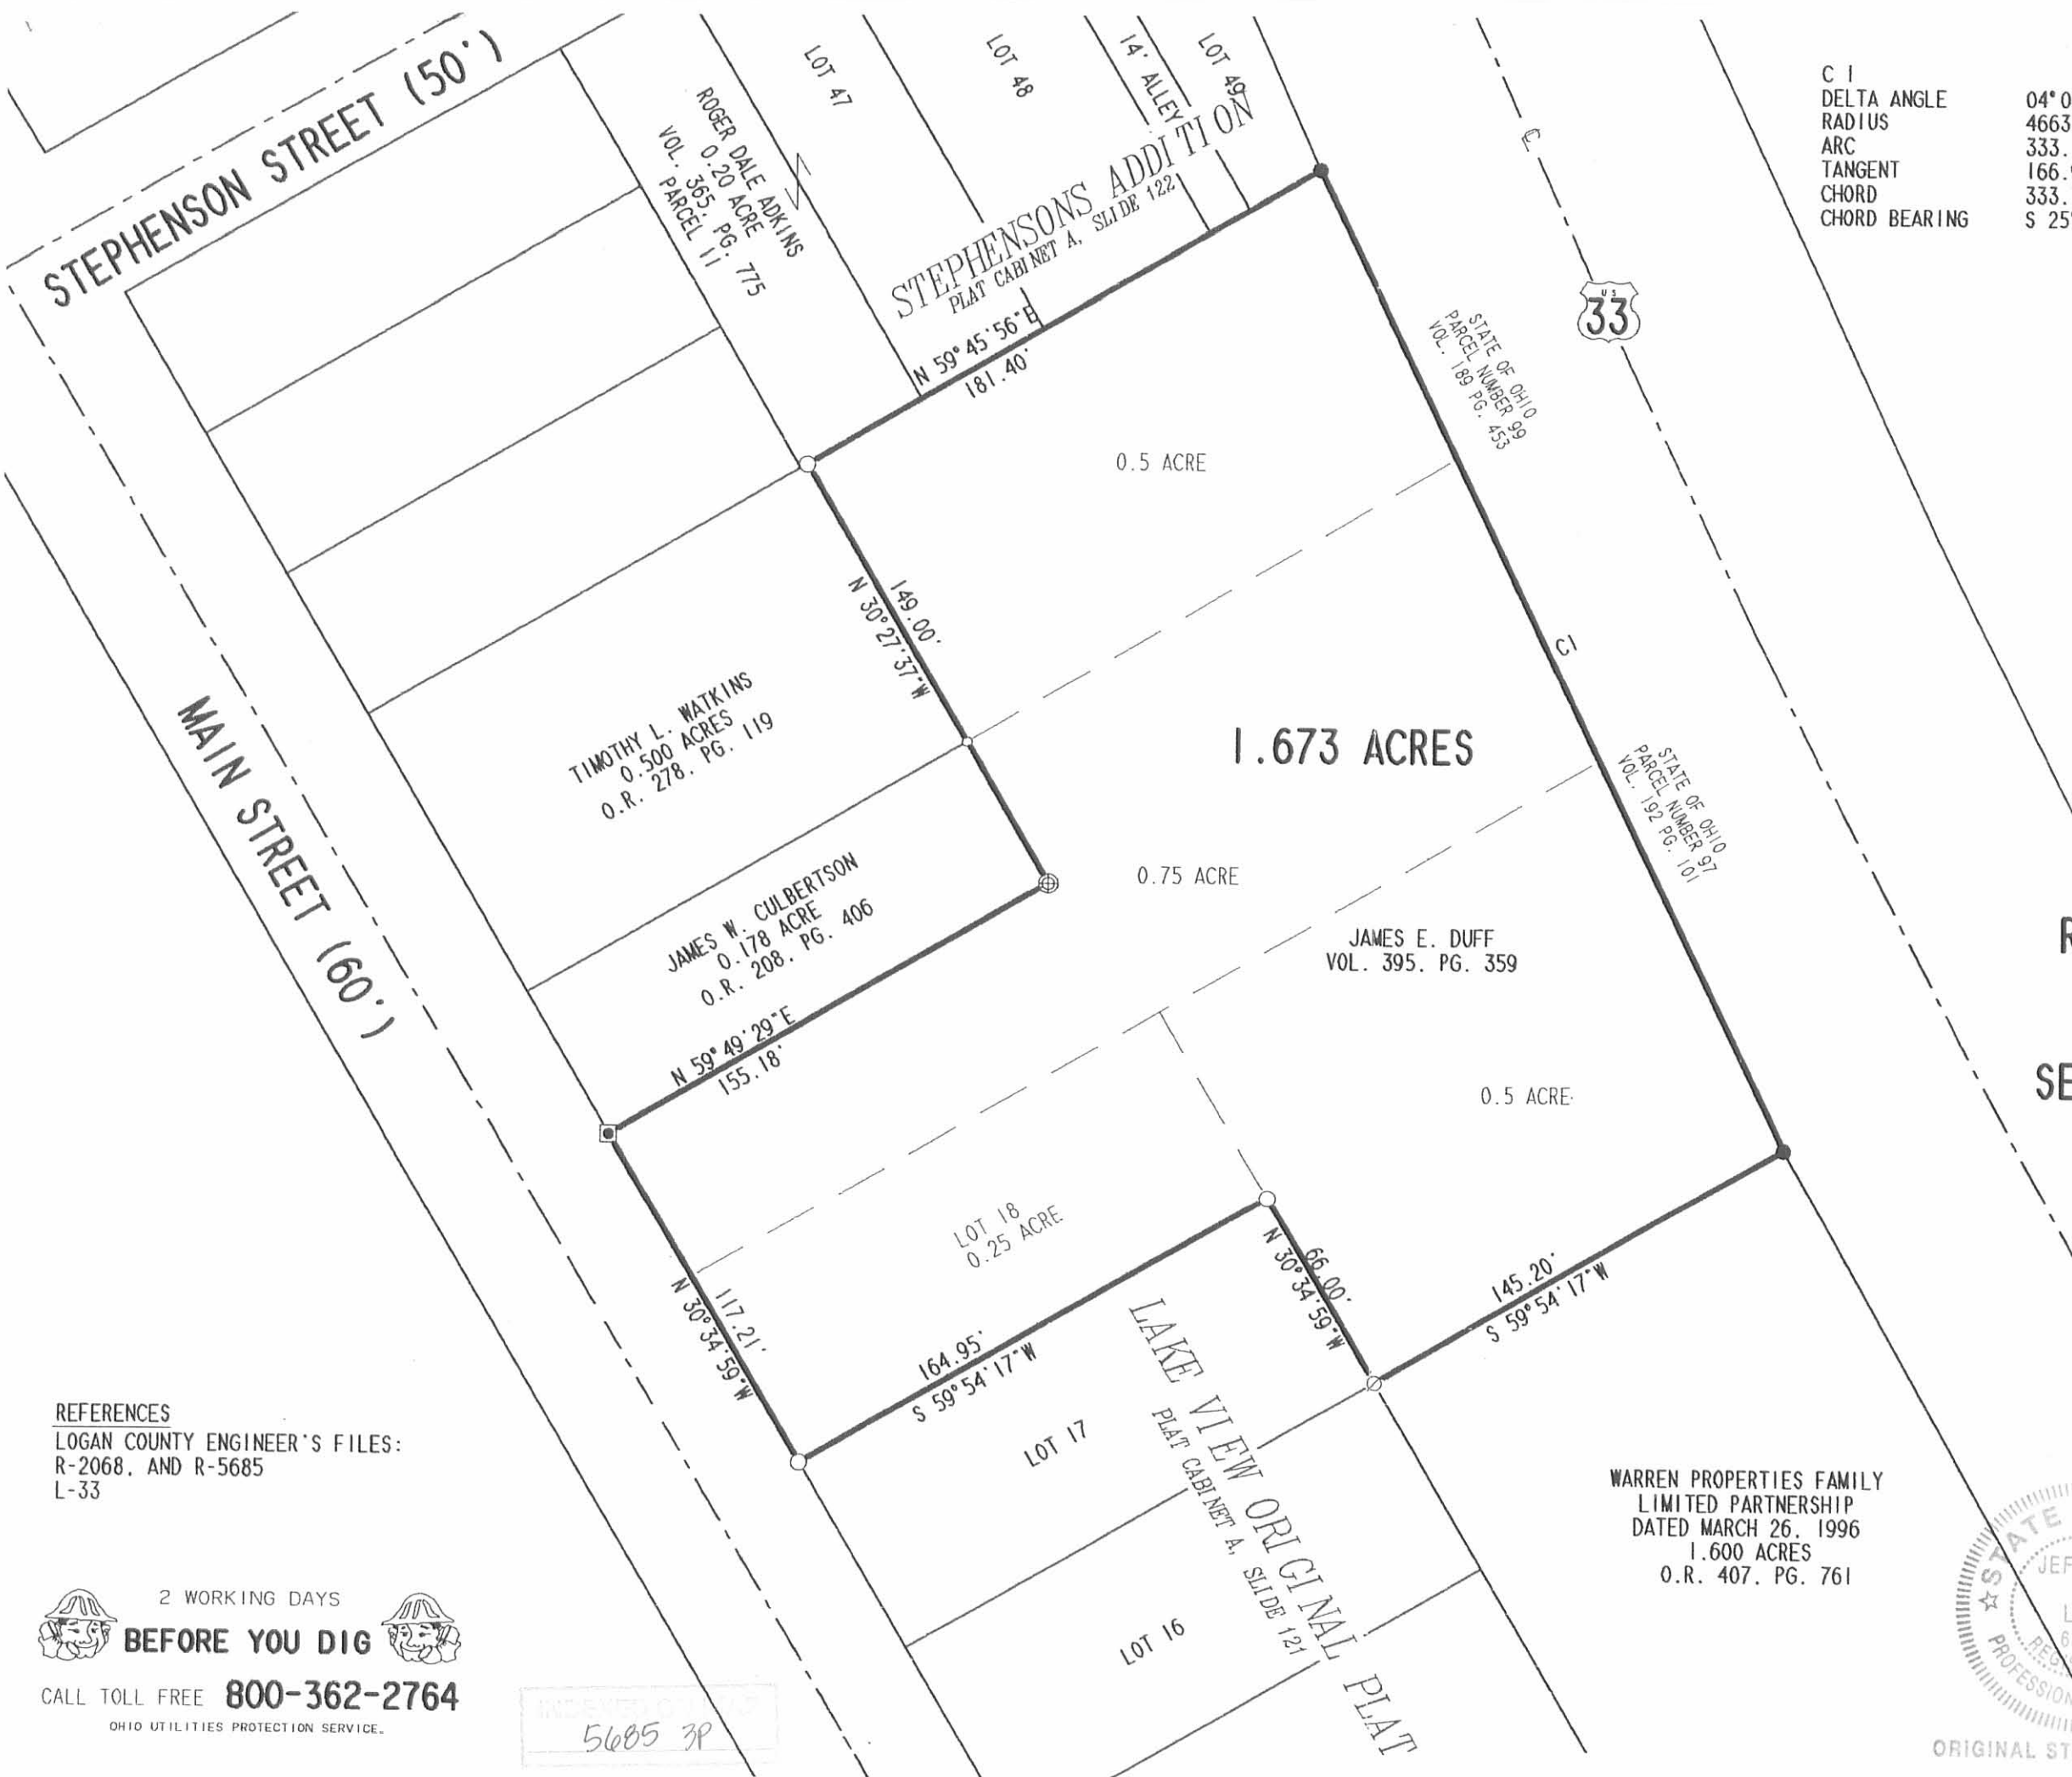 STEPHENSON STREET (50')
LOT 47
LOT 48
14' ALLEY
LOT 49
ROGER DALE ADKINS
0.20 ACRE
VOL. 365, PG. 775
PARCEL 11
STEPHENSONS ADDITION
PLAT CABINET A, SLIDE 122
C 1
DELTA ANGLE 04°0
RADIUS 4663
ARC 333.
TANGENT 166.
CHORD 333.
CHORD BEARING S 25
℄
US
33
N 59°45'56"E
181.40'
STATE OF OHIO
PARCEL NUMBER 99
VOL. 189 PG. 453
0.5 ACRE
149.00'
N 30°27'37"W
C1
MAIN STREET (60')
TIMOTHY L. WATKINS
0.500 ACRES
O.R. 278, PG. 119
1.673 ACRES
STATE OF OHIO
PARCEL NUMBER 97
VOL. 192 PG. 101
JAMES W. CULBERTSON
0.178 ACRE
O.R. 208, PG. 406
0.75 ACRE
JAMES E. DUFF
VOL. 395, PG. 359
R
SE
N 59°49'29"E
155.18'
0.5 ACRE
LOT 18
0.25 ACRE
117.21'
N 30°34'59"W
66.00'
N 30°34'59"W
145.20'
S 59°54'17"W
164.95'
S 59°54'17"W
LAKE VIEW ORIGINAL PLAT
PLAT CABINET A, SLIDE 121
LOT 17
LOT 16
REFERENCES
LOGAN COUNTY ENGINEER'S FILES:
R-2068, AND R-5685
L-33
WARREN PROPERTIES FAMILY
LIMITED PARTNERSHIP
DATED MARCH 26, 1996
1.600 ACRES
O.R. 407, PG. 761
2 WORKING DAYS
BEFORE YOU DIG
CALL TOLL FREE 800-362-2764
OHIO UTILITIES PROTECTION SERVICE.
5685 3P
STATE
JEF
L
6
REGIS
PROFESSION
ORIGINAL ST